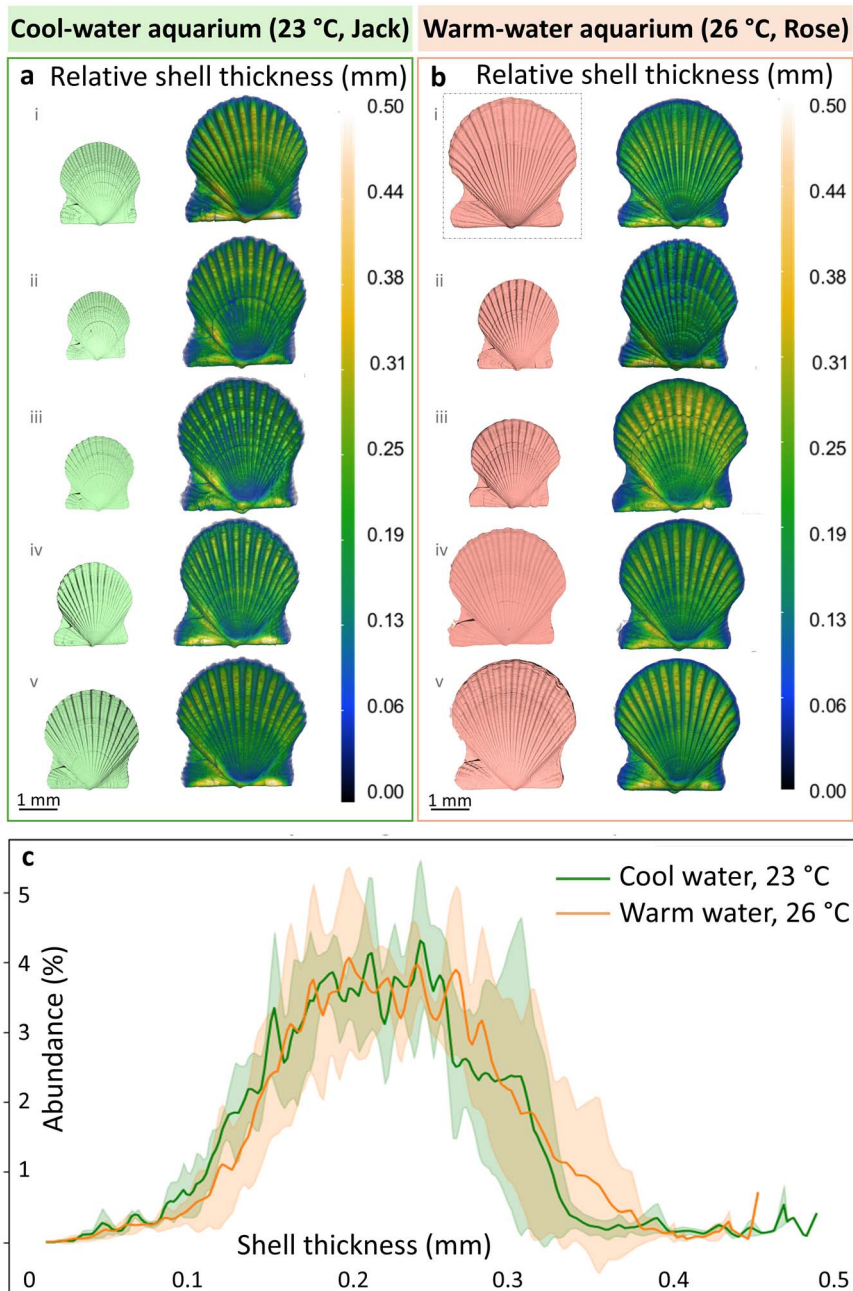 Cool-water aquarium (23 °C, Jack)
Warm-water aquarium (26 °C, Rose)
a Relative shell thickness (mm)
i
ii
iii
iv
v
0.50
0.44
0.38
0.31
0.25
0.19
0.13
0.06
0.00
1 mm
b Relative shell thickness (mm)
i
ii
iii
iv
v
0.50
0.44
0.38
0.31
0.25
0.19
0.13
0.06
0.00
1 mm
c
Cool water, 23 °C
Warm water, 26 °C
Abundance (%)
5
4
3
2
1
Shell thickness (mm)
0 0.1 0.2 0.3 0.4 0.5